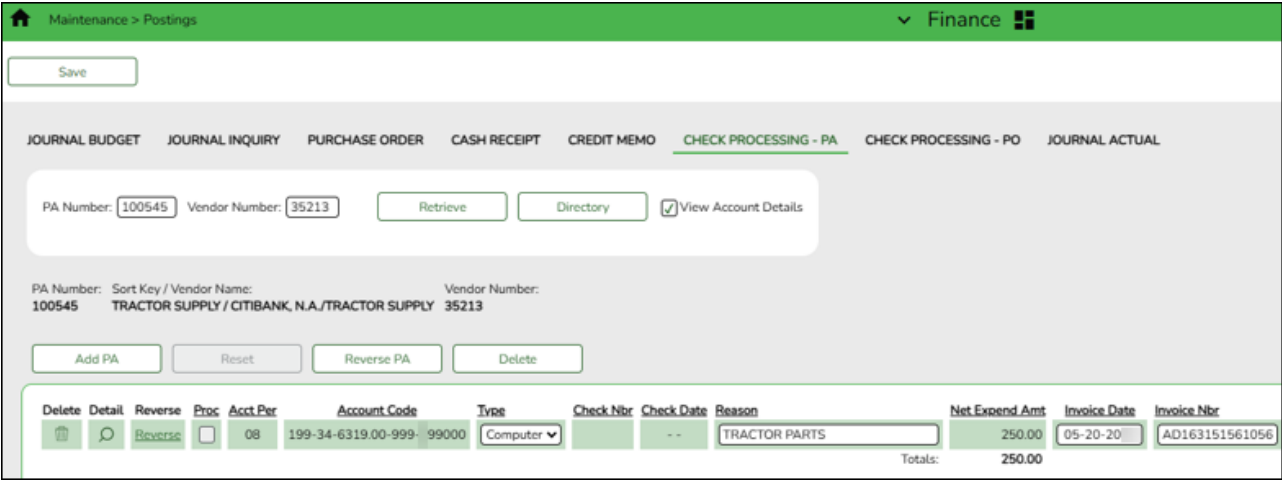 Maintenance > Postings Finance
Save
JOURNAL BUDGET JOURNAL INQUIRY PURCHASE ORDER CASH RECEIPT CREDIT MEMO CHECK PROCESSING - PA CHECK PROCESSING - PO JOURNAL ACTUAL
PA Number: 100545 Vendor Number: 35213 Retrieve Directory View Account Details
PA Number: Sort Key / Vendor Name: Vendor Number:
100545 TRACTOR SUPPLY / CITIBANK, N.A./TRACTOR SUPPLY 35213
Add PA Reset Reverse PA Delete
Delete Detail Reverse Proc Acct Per Account Code Type Check Nbr Check Date Reason Net Expend Amt Invoice Date Invoice Nbr
Reverse 08 199-34-6319.00-999- 99000 Computer - - TRACTOR PARTS 250.00 05-20-20 AD163151561056
Totals: 250.00